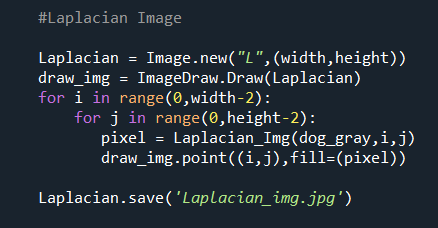 #Laplacian Image
Laplacian = Image.new("L",(width,height))
draw_img = ImageDraw.Draw(Laplacian)
for i in range(0,width-2):
    for j in range(0,height-2):
       pixel = Laplacian_Img(dog_gray,i,j)
       draw_img.point((i,j),fill=(pixel))
Laplacian.save('Laplacian_img.jpg')